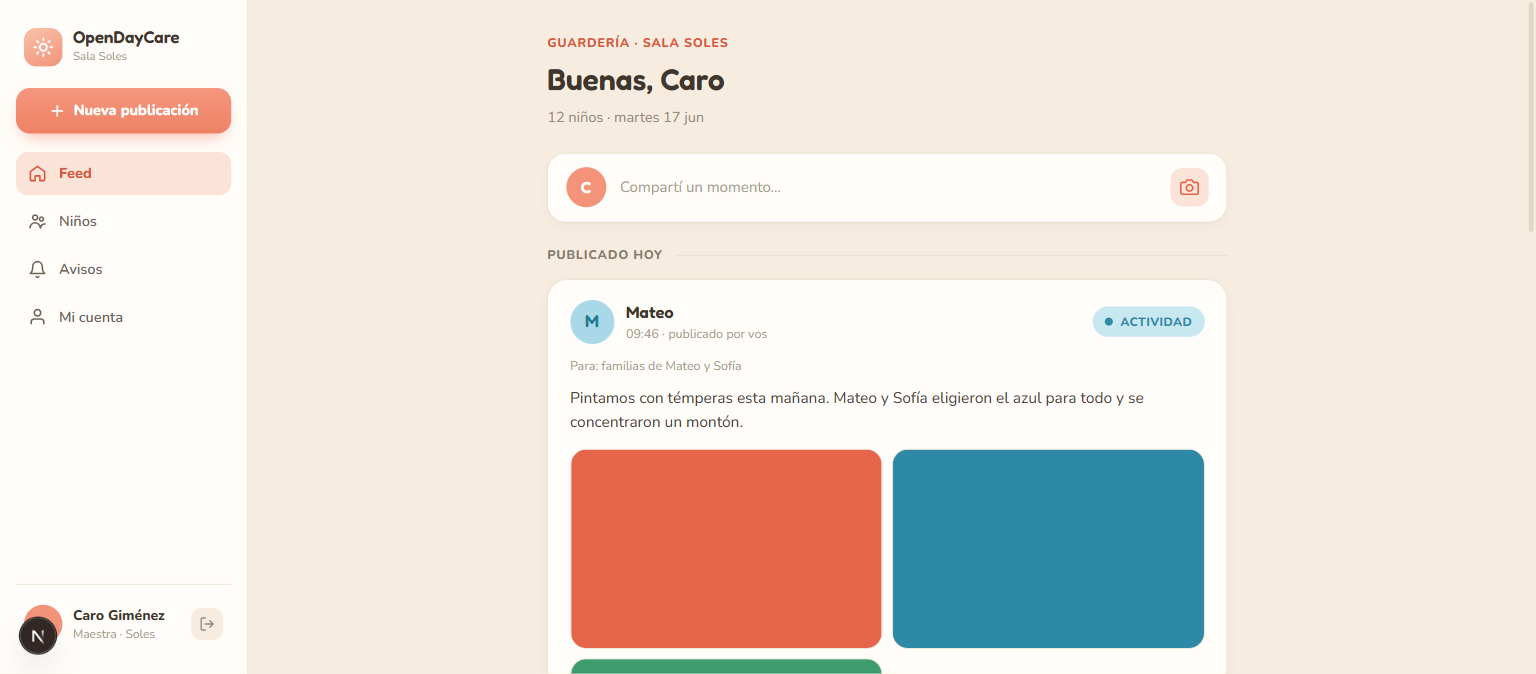 OpenDayCare
Sala Soles
Nueva publicación
Feed
Niños
Avisos
Mi cuenta
Caro Giménez
Maestra · Soles
N
GUARDERÍA · SALA SOLES
Buenas, Caro
12 niños · martes 17 jun
C
Compartí un momento...
PUBLICADO HOY
M
Mateo
09:46 · publicado por vos
ACTIVIDAD
Para: familias de Mateo y Sofía
Pintamos con témperas esta mañana. Mateo y Sofía eligieron el azul para todo y se
concentraron un montón.